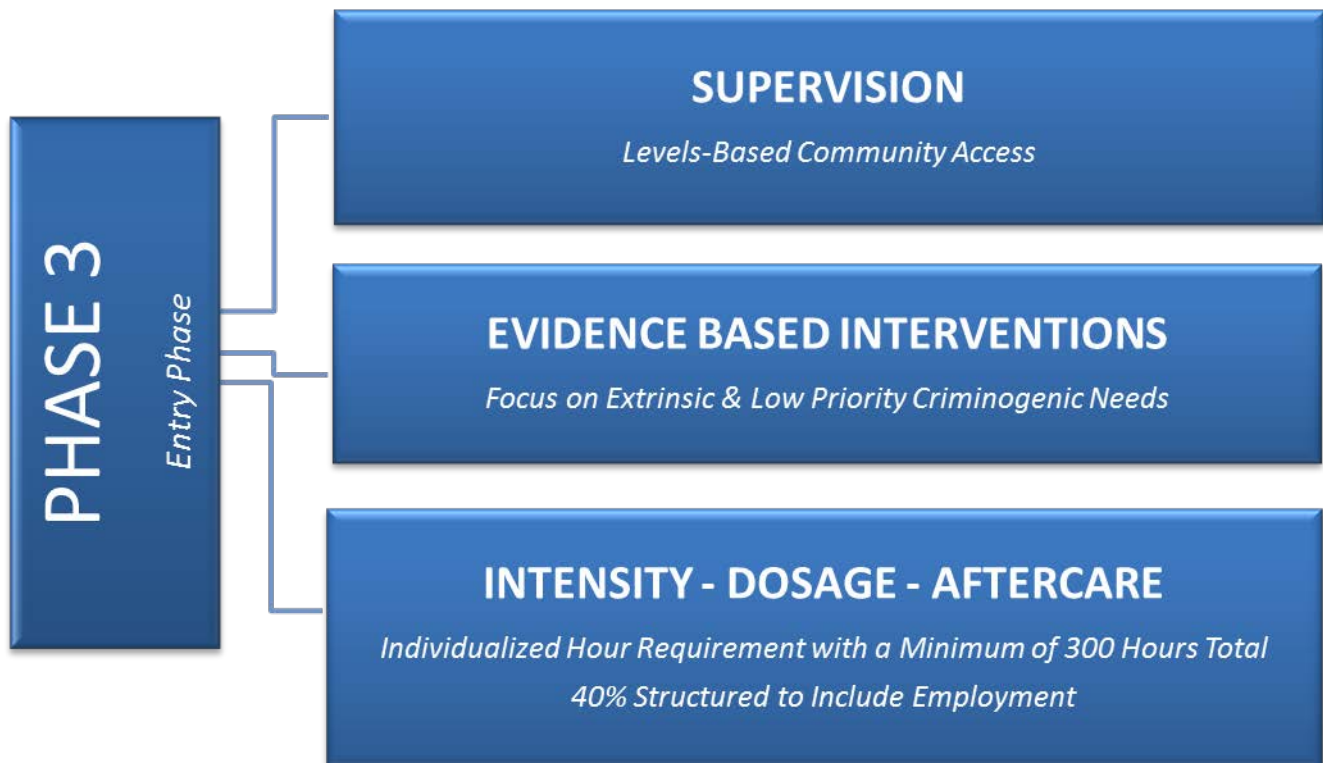 PHASE 3
Entry Phase
SUPERVISION
Levels-Based Community Access
EVIDENCE BASED INTERVENTIONS
Focus on Extrinsic & Low Priority Criminogenic Needs
INTENSITY - DOSAGE - AFTERCARE
Individualized Hour Requirement with a Minimum of 300 Hours Total
40% Structured to Include Employment